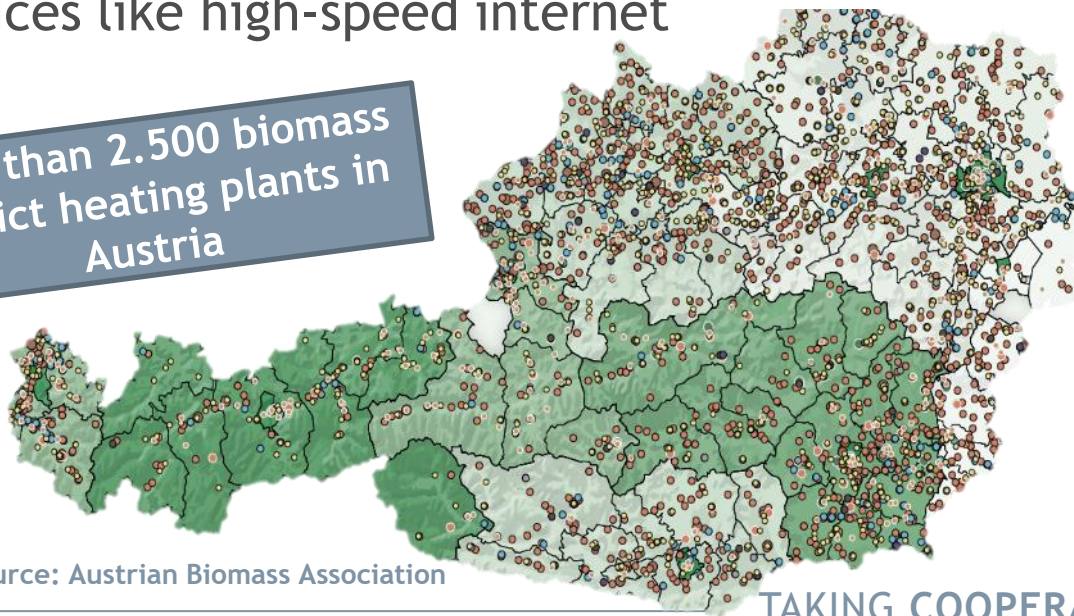 ces like high-speed internet
than 2.500 biomass
ict heating plants in
Austria
urce: Austrian Biomass Association
TAKING COOPERA